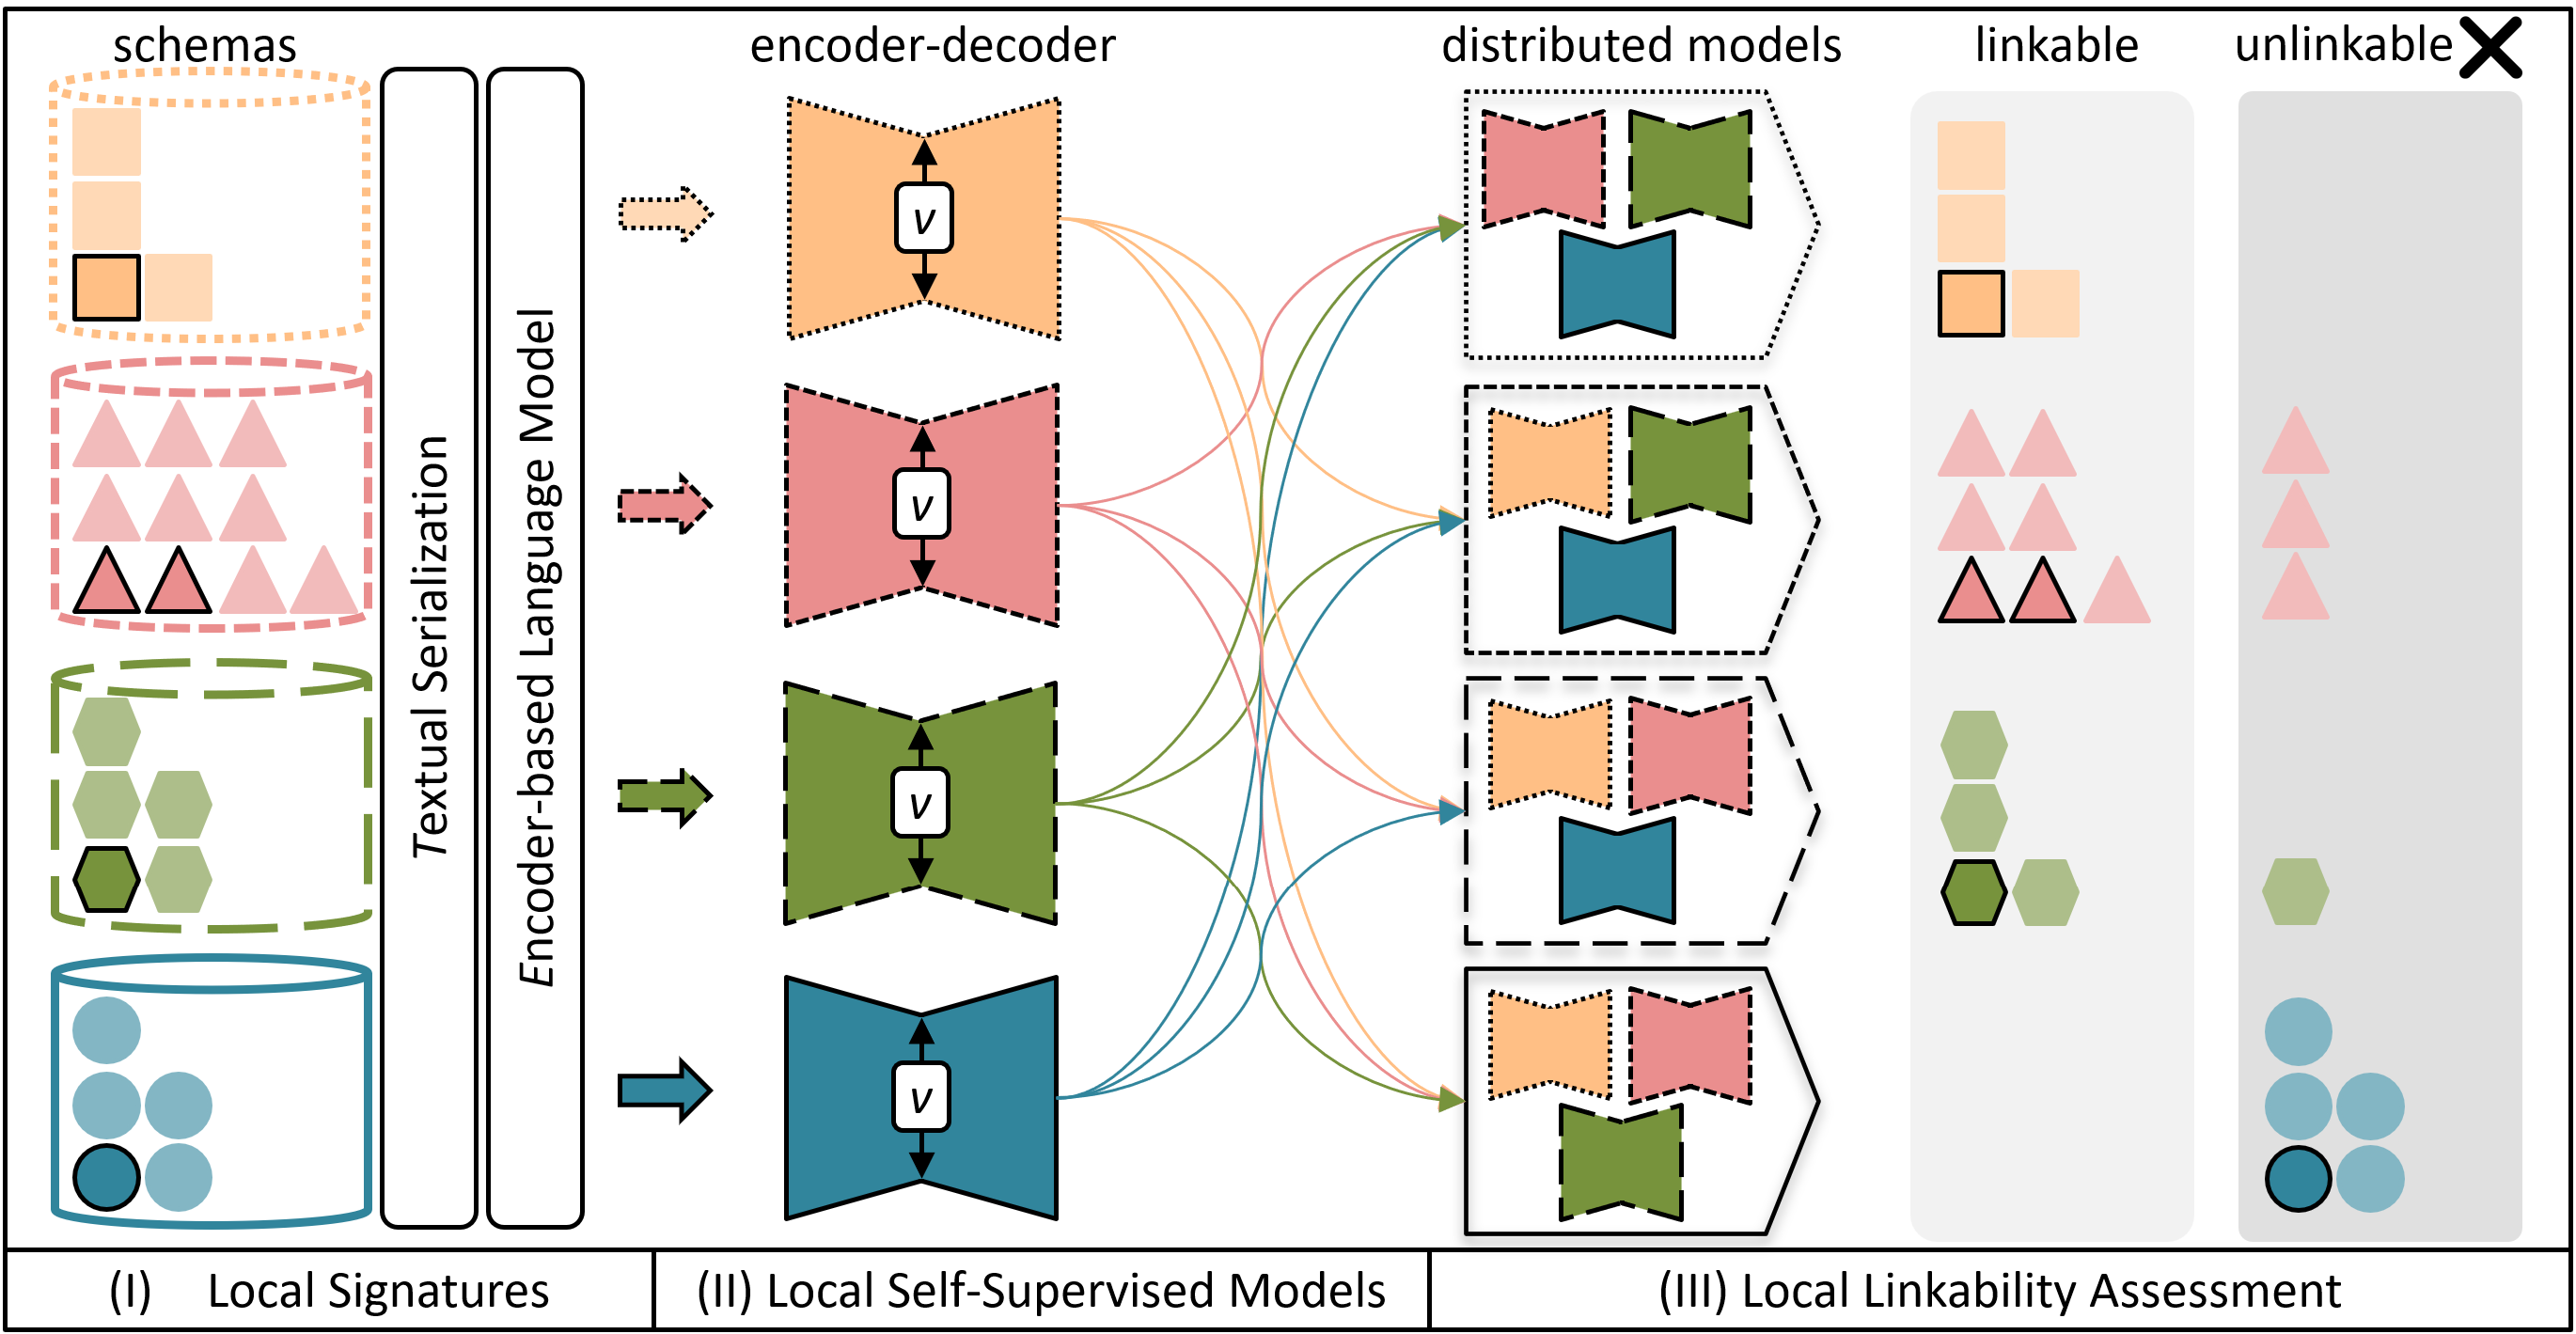 schemas
encoder-decoder
distributed models
linkable
unlinkable
Textual Serialization
Encoder-based Language Model
v
v
v
v
(I) Local Signatures
(II) Local Self-Supervised Models
(III) Local Linkability Assessment